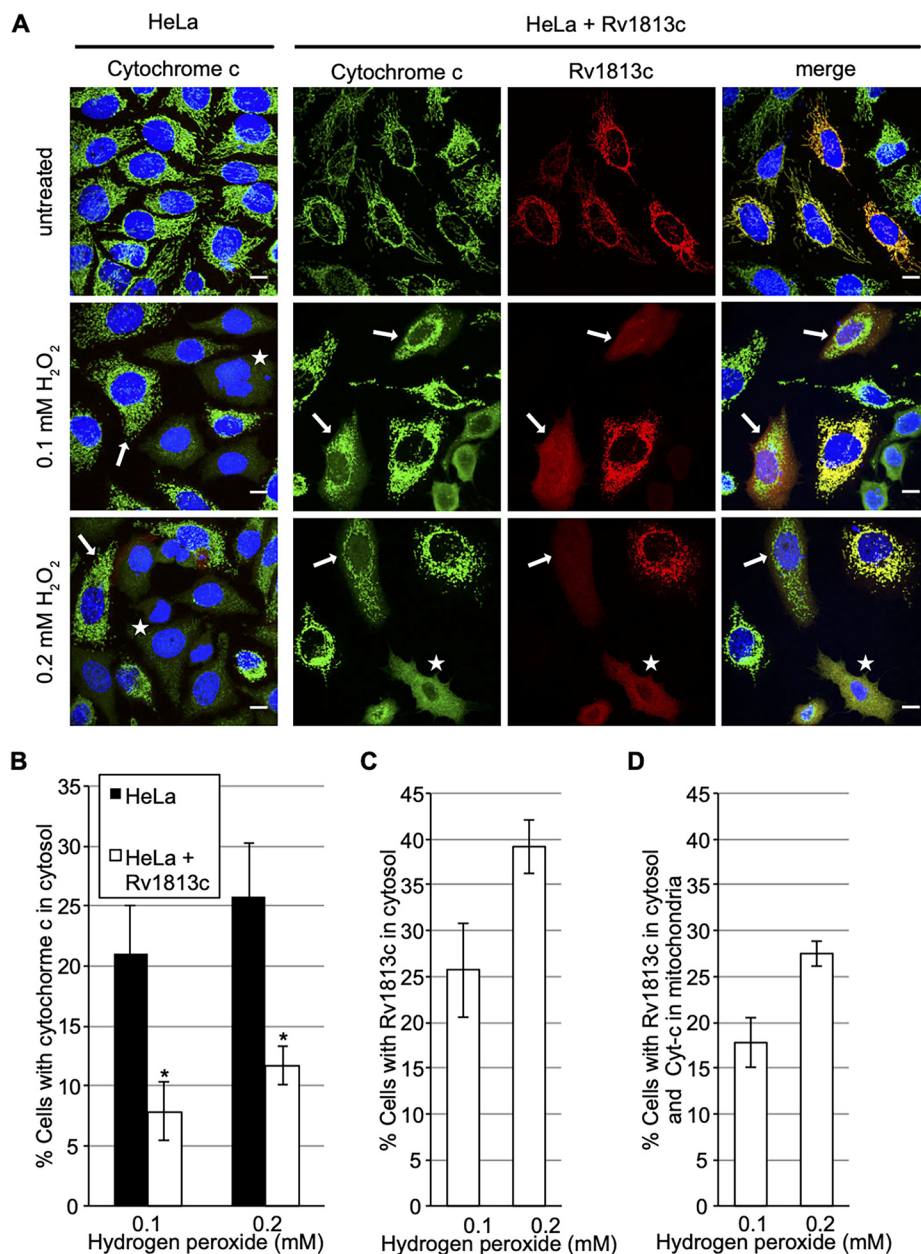 A
HeLa
HeLa + Rv1813c
Cytochrome c
Cytochrome c
Rv1813c
merge
untreated
0.1 mM H₂O₂
0.2 mM H₂O₂
B
% Cells with cytochorme c in cytosol
35
30
25
20
15
10
5
0
HeLa
HeLa +
Rv1813c
*
*
0.1
0.2
Hydrogen peroxide (mM)
C
% Cells with Rv1813c in cytosol
45
40
35
30
25
20
15
10
5
0
0.1
0.2
Hydrogen peroxide (mM)
D
% Cells with Rv1813c in cytosol
and Cyt-c in mitochondria
45
40
35
30
25
20
15
10
5
0
0.1
0.2
Hydrogen peroxide (mM)